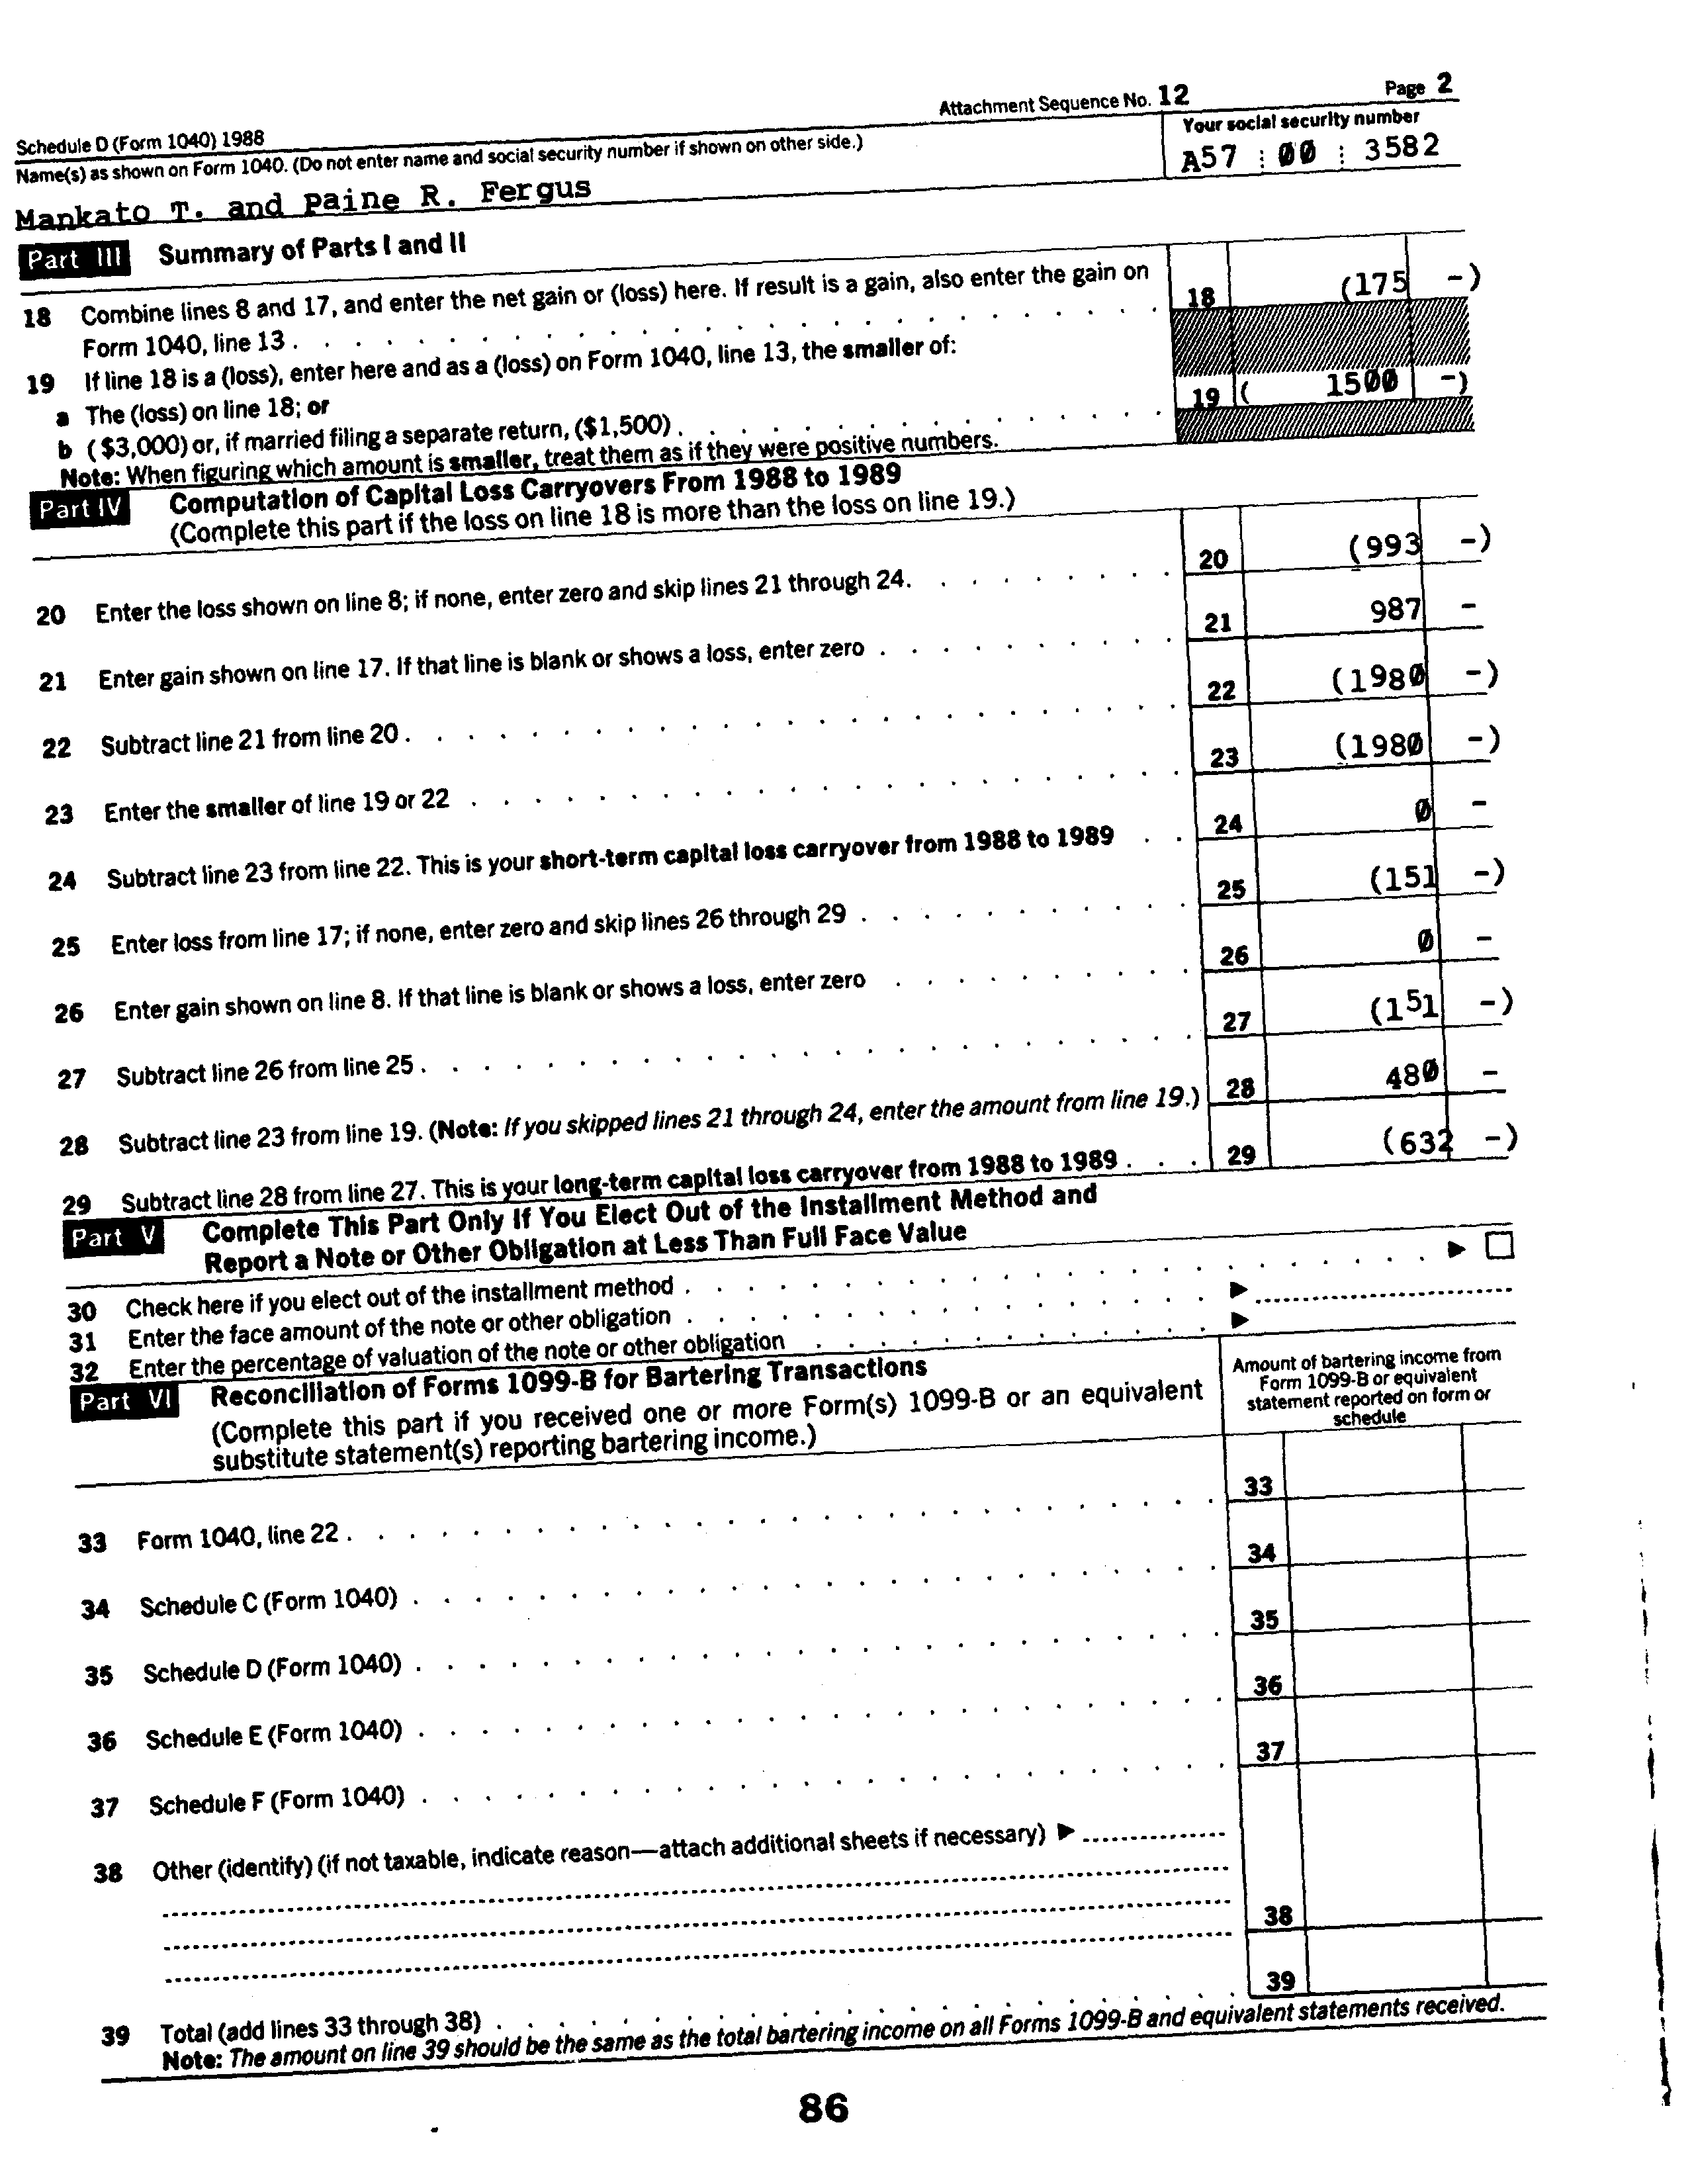 Schedule D (Form 1040) 1988 Attachment Sequence No. 12 Page 2
Name(s) as shown on Form 1040. (Do not enter name and social security number if shown on other side.) Your social security number
Mankato T. and Paine R. Fergus A57 00 3582
Part III Summary of Parts I and II
18 Combine lines 8 and 17, and enter the net gain or (loss) here. If result is a gain, also enter the gain on
Form 1040, line 13 . . . . 18 (175 -)
19 If line 18 is a (loss), enter here and as a (loss) on Form 1040, line 13, the smaller of:
a The (loss) on line 18; or
b ($3,000) or, if married filing a separate return, ($1,500) . . . . 19 ( 1500 -)
Note: When figuring which amount is smaller, treat them as if they were positive numbers.
Part IV Computation of Capital Loss Carryovers From 1988 to 1989
(Complete this part if the loss on line 18 is more than the loss on line 19.)
20 Enter the loss shown on line 8; if none, enter zero and skip lines 21 through 24. . . . . 20 (993 -)
21 Enter gain shown on line 17. If that line is blank or shows a loss, enter zero . . . . 21 987 -
22 Subtract line 21 from line 20 . . . . 22 (1980 -)
23 Enter the smaller of line 19 or 22 . . . . 23 (1980 -)
24 Subtract line 23 from line 22. This is your short-term capital loss carryover from 1988 to 1989 . . 24 0 -
25 Enter loss from line 17; if none, enter zero and skip lines 26 through 29 . . . . 25 (151 -)
26 Enter gain shown on line 8. If that line is blank or shows a loss, enter zero . . . . 26 0 -
27 Subtract line 26 from line 25 . . . . 27 (151 -)
28 Subtract line 23 from line 19. (Note: If you skipped lines 21 through 24, enter the amount from line 19.) 28 480 -
29 Subtract line 28 from line 27. This is your long-term capital loss carryover from 1988 to 1989 . . . 29 (632 -)
Part V Complete This Part Only If You Elect Out of the Installment Method and
Report a Note or Other Obligation at Less Than Full Face Value
30 Check here if you elect out of the installment method . . . . ▶ □
31 Enter the face amount of the note or other obligation . . . . ▶
32 Enter the percentage of valuation of the note or other obligation . . . . ▶
Part VI Reconciliation of Forms 1099-B for Bartering Transactions
(Complete this part if you received one or more Form(s) 1099-B or an equivalent
substitute statement(s) reporting bartering income.)
Amount of bartering income from
Form 1099-B or equivalent
statement reported on form or
schedule
33 Form 1040, line 22 . . . . 33
34 Schedule C (Form 1040) . . . . 34
35 Schedule D (Form 1040) . . . . 35
36 Schedule E (Form 1040) . . . . 36
37 Schedule F (Form 1040) . . . . 37
38 Other (identify) (if not taxable, indicate reason—attach additional sheets if necessary) ▶
38
39 Total (add lines 33 through 38) . . . . 39
Note: The amount on line 39 should be the same as the total bartering income on all Forms 1099-B and equivalent statements received.
86